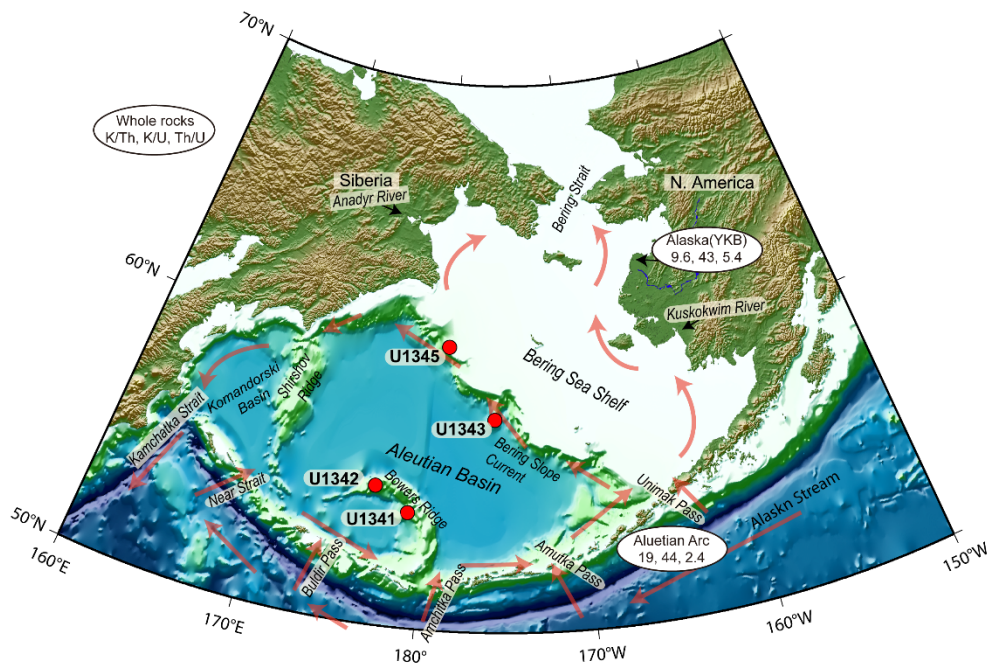 70°N
Whole rocks
K/Th, K/U, Th/U
Siberia
Anadyr River
Bering Strait
N. America
Alaska(YKB)
9.6, 43, 5.4
60°N
Kuskokwim River
U1345
Bering Sea Shelf
Komandorski
Basin
Shirshov
Ridge
Kamchatka Strait
U1343
Bering Slope
Current
Aleutian Basin
U1342
Bowers Ridge
U1341
Near Strait
Unimak Pass
Alaskn Stream
50°N
160°E
Buldir Pass
Amchitka Pass
Amutka Pass
Aluetian Arc
19, 44, 2.4
150°W
170°E
180°
170°W
160°W